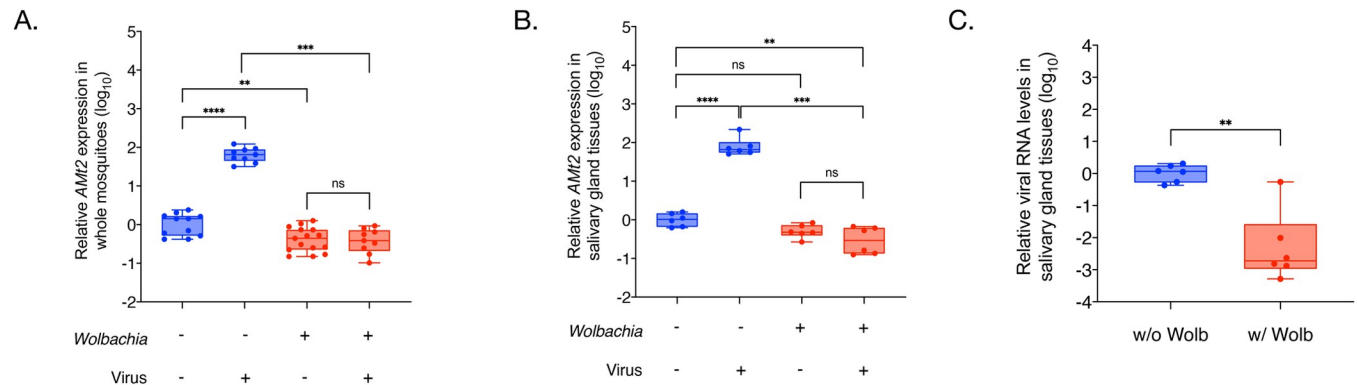 A.
Relative AMt2 expression in
whole mosquitoes (log10)
5
4
3
2
1
0
-1
-2
***
**
****
ns
Wolbachia - - + +
Virus - + - +
B.
Relative AMt2 expression in
salivary gland tissues (log10)
5
4
3
2
1
0
-1
-2
**
ns
**** ***
ns
Wolbachia - - + +
Virus - + - +
C.
Relative viral RNA levels in
salivary gland tissues (log10)
4
3
2
1
0
-1
-2
-3
-4
**
w/o Wolb w/ Wolb